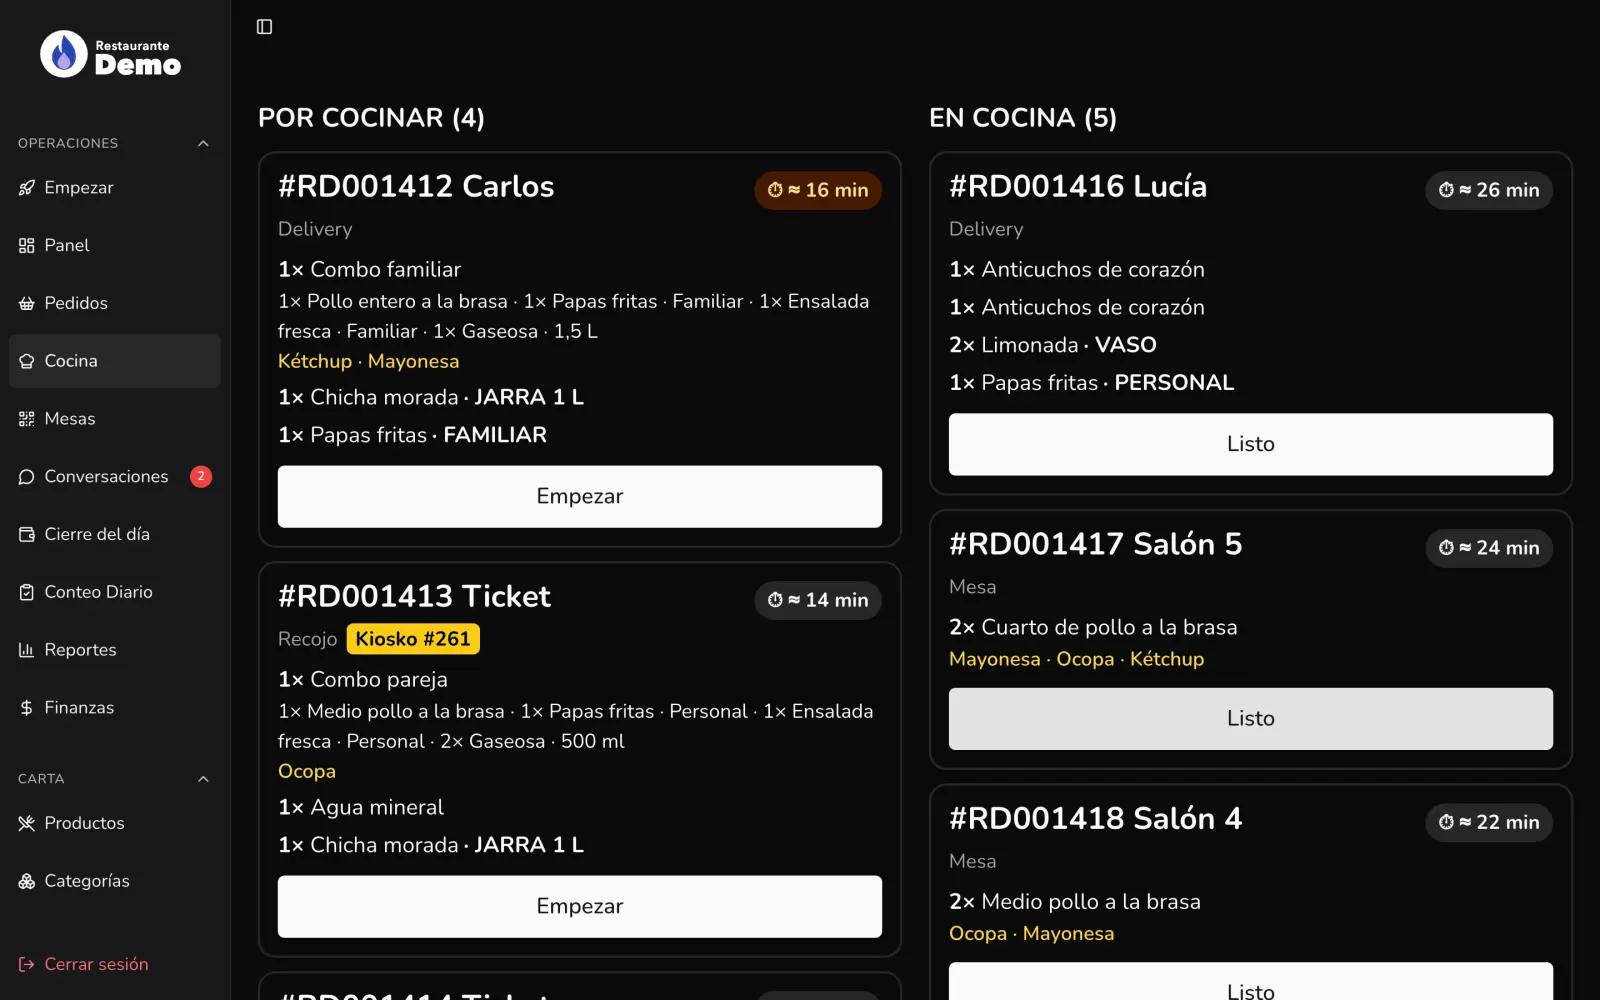 Restaurante
Demo
OPERACIONES
Empezar
Panel
Pedidos
Cocina
Mesas
Conversaciones 2
Cierre del día
Conteo Diario
Reportes
Finanzas
CARTA
Productos
Categorías
Cerrar sesión
POR COCINAR (4)
#RD001412 Carlos
≈ 16 min
Delivery
1× Combo familiar
1× Pollo entero a la brasa · 1× Papas fritas · Familiar · 1× Ensalada
fresca · Familiar · 1× Gaseosa · 1,5 L
Kétchup · Mayonesa
1× Chicha morada · JARRA 1 L
1× Papas fritas · FAMILIAR
Empezar
#RD001413 Ticket
≈ 14 min
Recojo Kiosko #261
1× Combo pareja
1× Medio pollo a la brasa · 1× Papas fritas · Personal · 1× Ensalada
fresca · Personal · 2× Gaseosa · 500 ml
Ocopa
1× Agua mineral
1× Chicha morada · JARRA 1 L
Empezar
#RD001414 Ticket
EN COCINA (5)
#RD001416 Lucía
≈ 26 min
Delivery
1× Anticuchos de corazón
1× Anticuchos de corazón
2× Limonada · VASO
1× Papas fritas · PERSONAL
Listo
#RD001417 Salón 5
≈ 24 min
Mesa
2× Cuarto de pollo a la brasa
Mayonesa · Ocopa · Kétchup
Listo
#RD001418 Salón 4
≈ 22 min
Mesa
2× Medio pollo a la brasa
Ocopa · Mayonesa
Listo